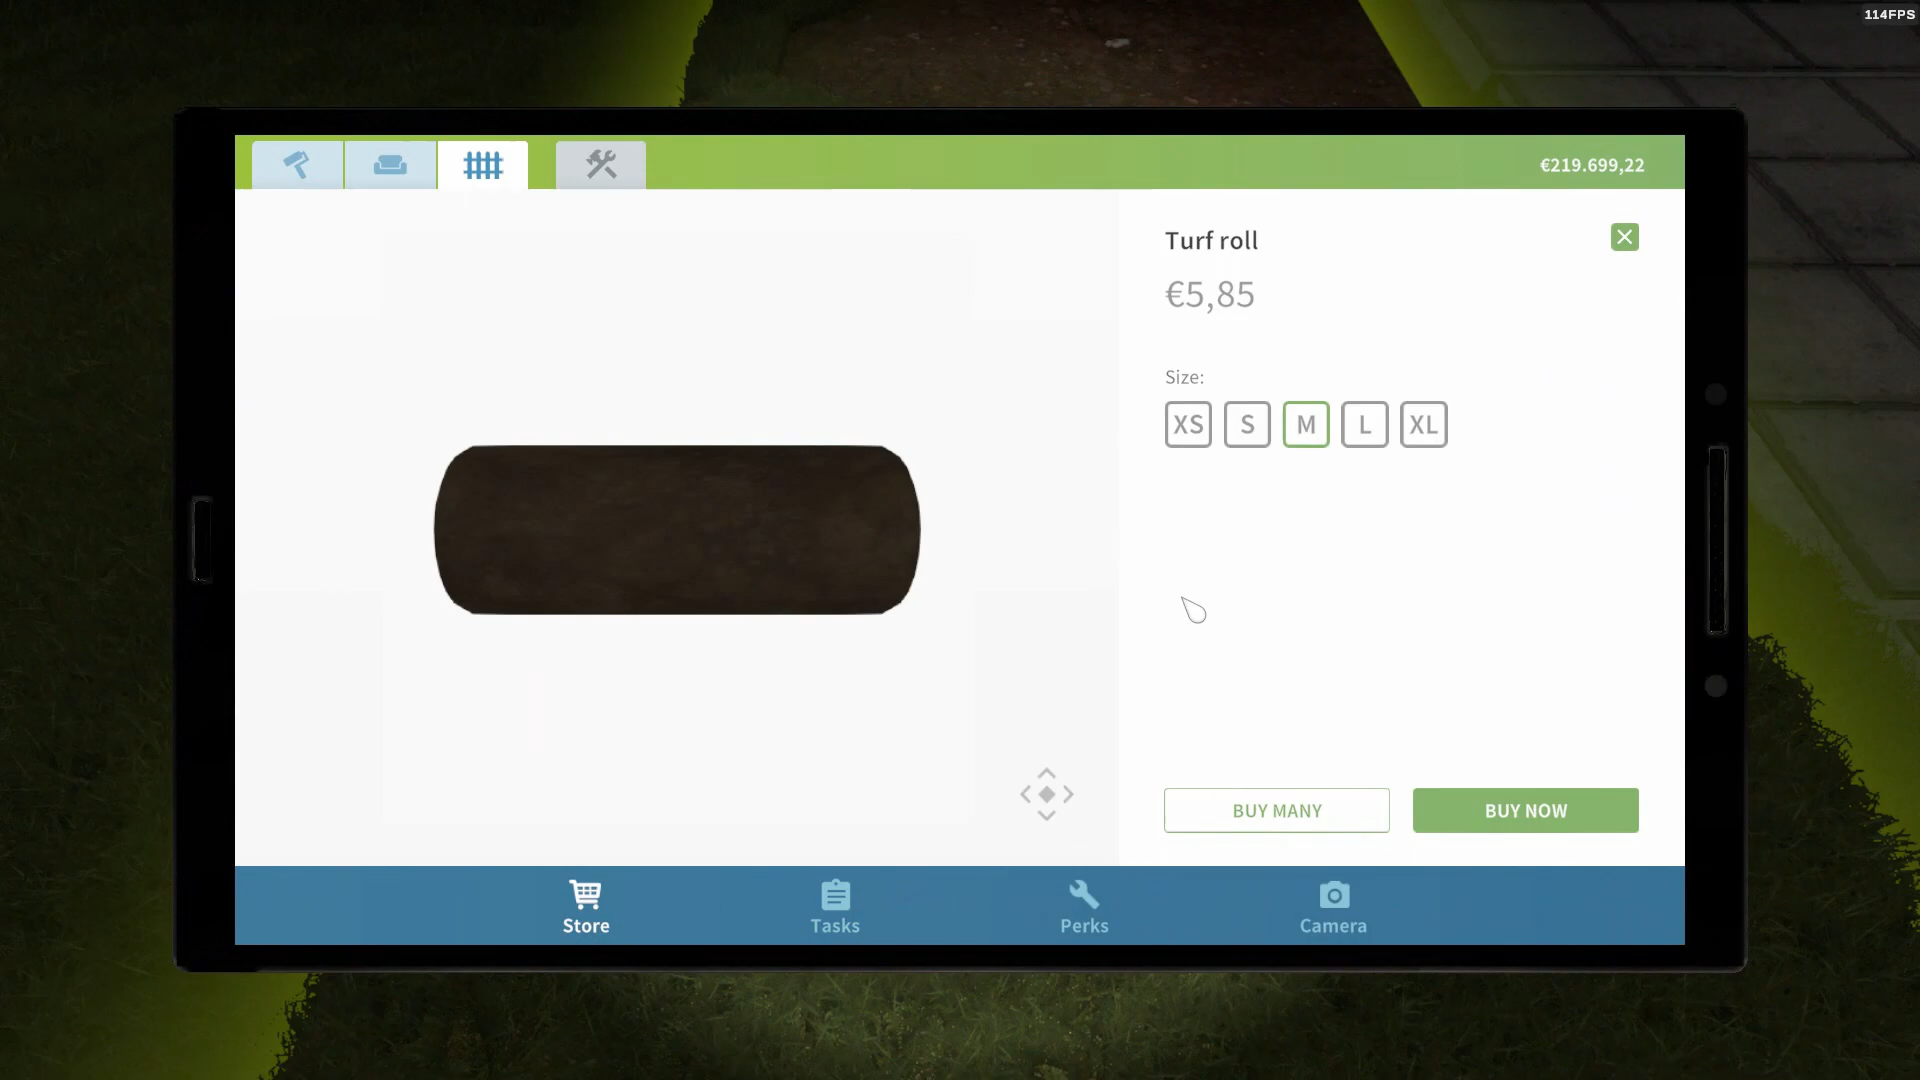 114FPS
€219.699,22
Turf roll
€5,85
Size:
XS S M L XL
BUY MANY BUY NOW
Store Tasks Perks Camera